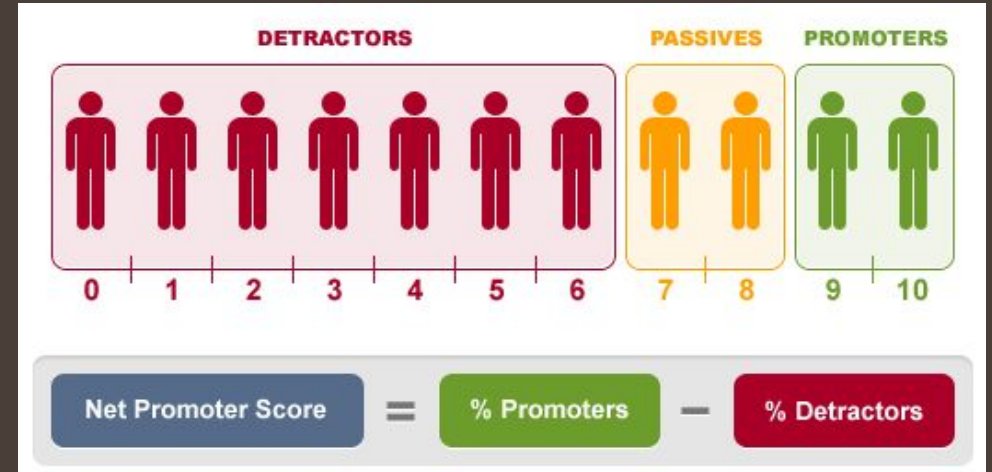 DETRACTORS PASSIVES PROMOTERS
0 1 2 3 4 5 6 7 8 9 10
Net Promoter Score = % Promoters – % Detractors